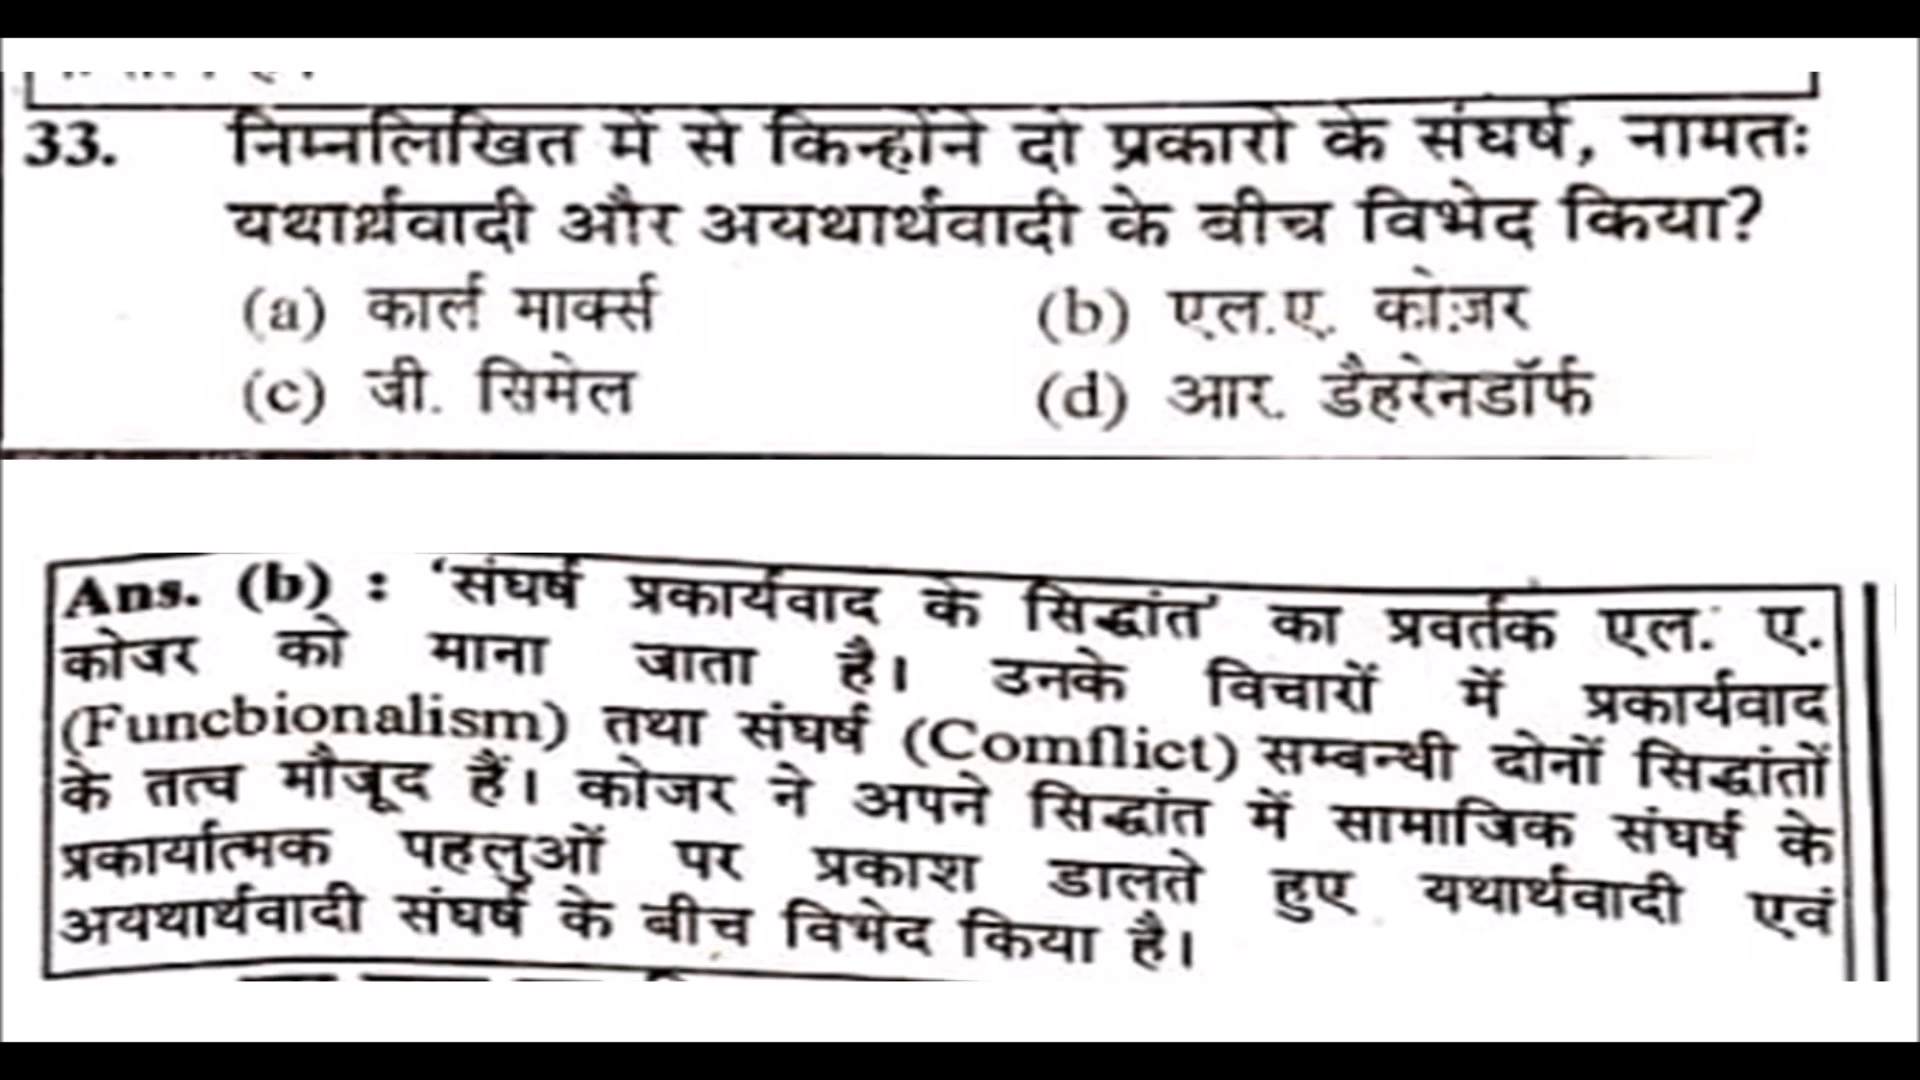 33. निम्नलिखित में से किन्होंने दो प्रकारों के संघर्ष, नामतः
यथार्थवादी और अयथार्थवादी के बीच विभेद किया?
(a) कार्ल मार्क्स (b) एल.ए. कोज़र
(c) जी. सिमेल (d) आर. डैहरेनडॉर्फ
Ans. (b) : ‘संघर्ष प्रकार्यवाद के सिद्धांत’ का प्रवर्तक एल. ए.
कोजर को माना जाता है। उनके विचारों में प्रकार्यवाद
(Funcbionalism) तथा संघर्ष (Comflict) सम्बन्धी दोनों सिद्धांतों
के तत्व मौजूद हैं। कोजर ने अपने सिद्धांत में सामाजिक संघर्ष के
प्रकार्यात्मक पहलुओं पर प्रकाश डालते हुए यथार्थवादी एवं
अयथार्थवादी संघर्ष के बीच विभेद किया है।